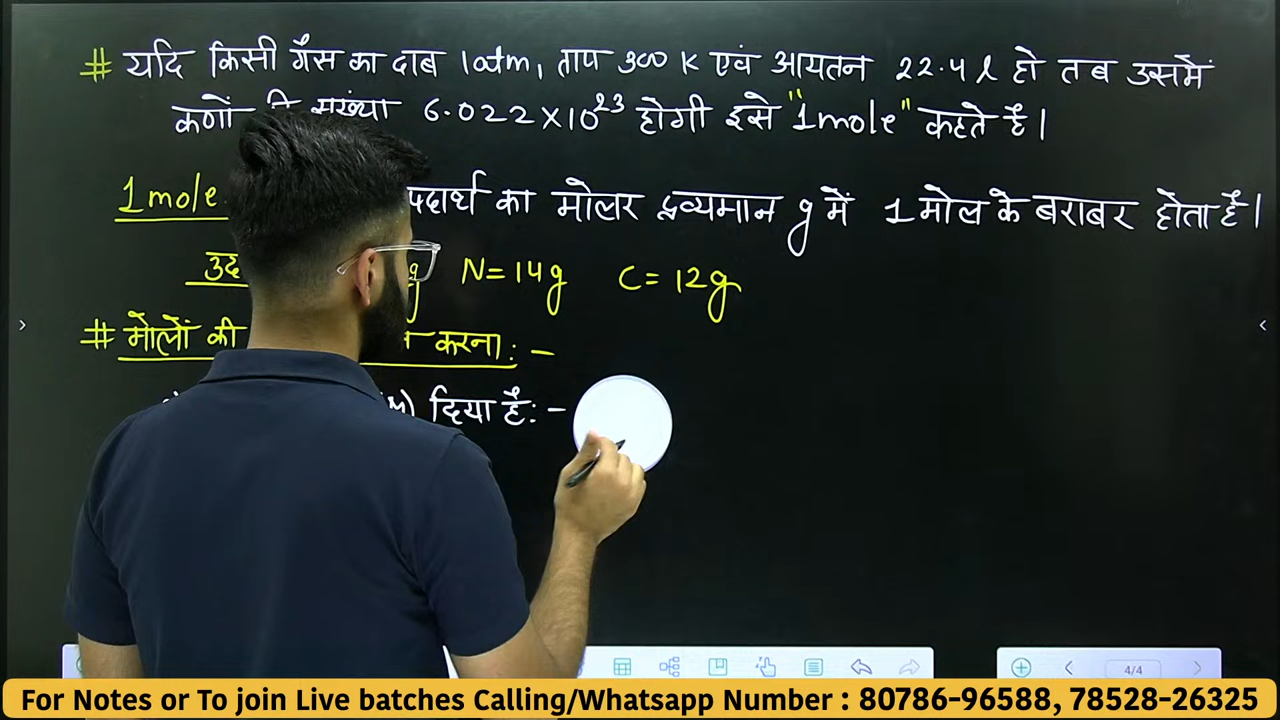 # यदि किसी गैस का दाब 1atm, ताप 300 K एवं आयतन 22.4 l हो तब उसमें
कणों संख्या 6.022×10²³ होगी इसे "1mole" कहते है।
1mole पदार्थ का मोलर द्रव्यमान g में 1 मोल के बराबर होता है।
N=14g C=12g
# मोलों की करना: -
दिया है: -
4/4
For Notes or To join Live batches Calling/Whatsapp Number : 80786-96588, 78528-26325